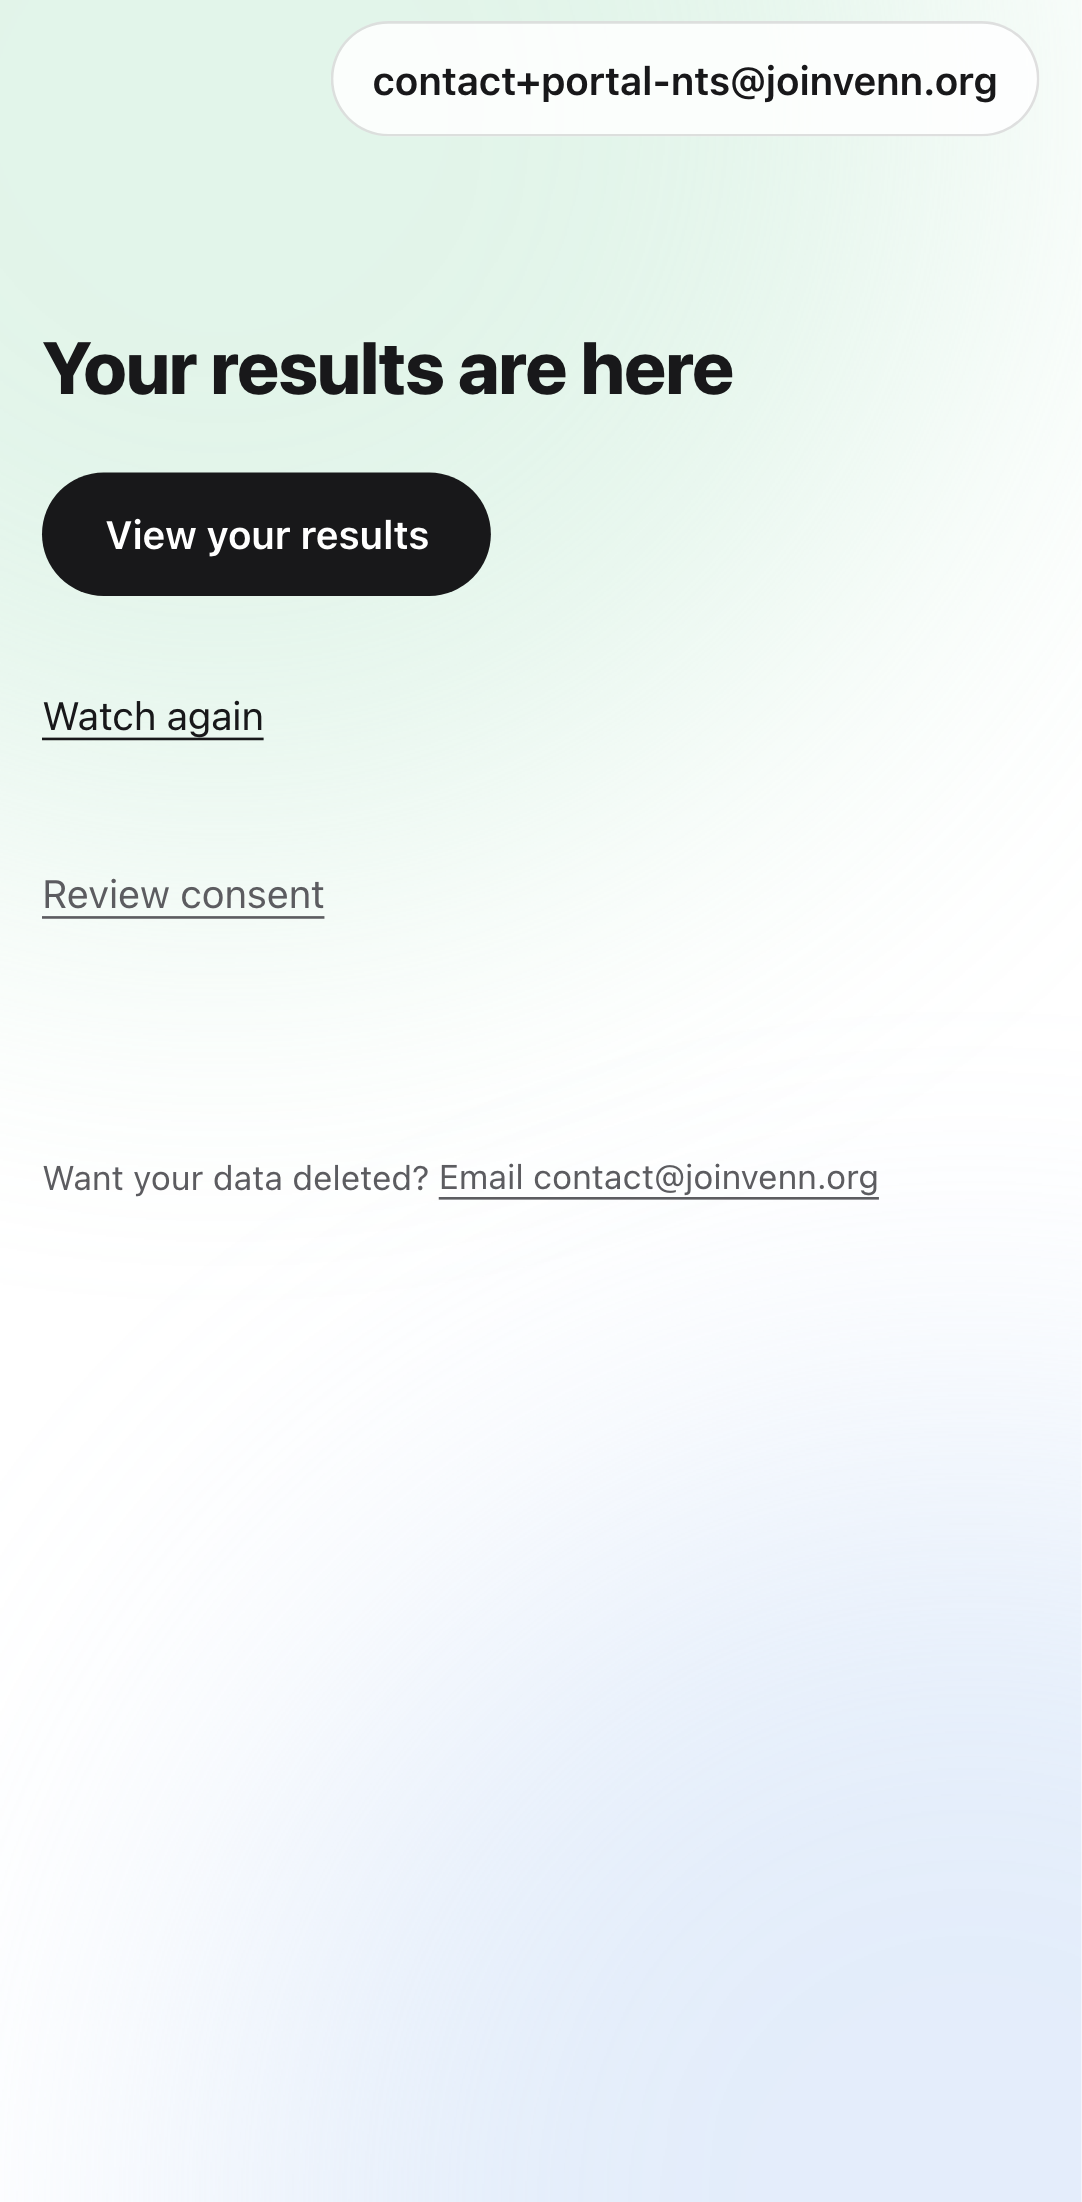 contact+portal-nts@joinvenn.org
Your results are here
View your results
Watch again
Review consent
Want your data deleted? Email contact@joinvenn.org